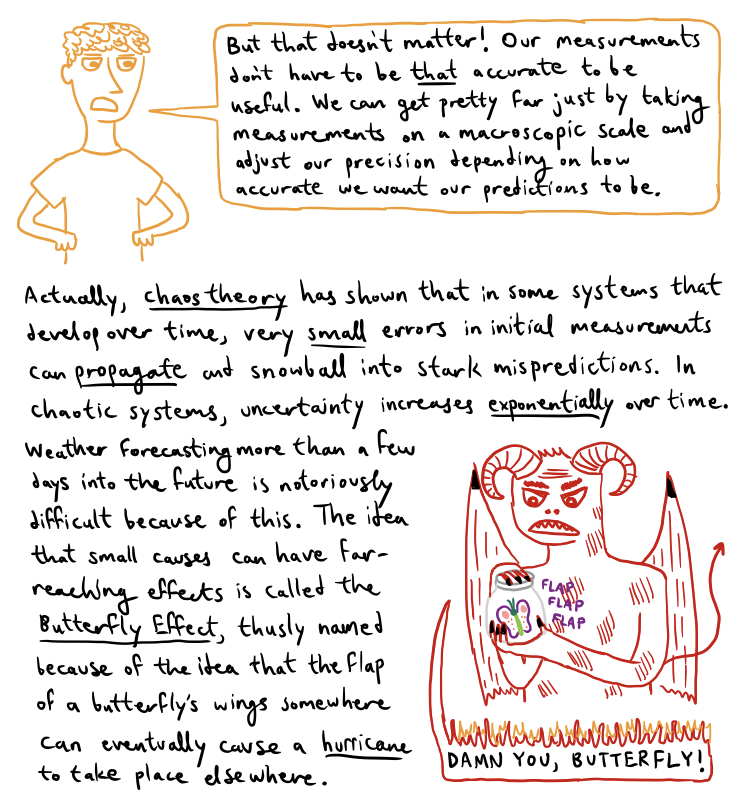 But that doesn't matter! Our measurements
don't have to be that accurate to be
useful. We can get pretty far just by taking
measurements on a macroscopic scale and
adjust our precision depending on how
accurate we want our predictions to be.
Actually, chaos theory has shown that in some systems that
develop over time, very small errors in initial measurements
can propagate and snowball into stark mispredictions. In
chaotic systems, uncertainty increases exponentially over time.
Weather forecasting more than a few
days into the future is notoriously
difficult because of this. The idea
that small causes can have far-
reaching effects is called the
Butterfly Effect, thusly named
because of the idea that the flap
of a butterfly's wings somewhere
can eventually cause a hurricane
to take place elsewhere.
FLAP
FLAP
FLAP
DAMN YOU, BUTTERFLY!